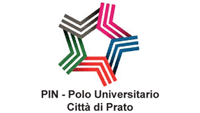 PIN - Polo Universitario
Città di Prato